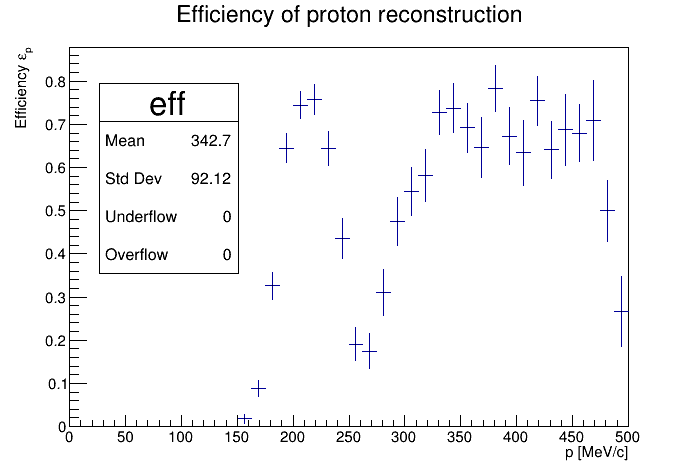 Efficiency of proton reconstruction
Efficiency εp
eff
Mean 342.7
Std Dev 92.12
Underflow 0
Overflow 0
0.8
0.7
0.6
0.5
0.4
0.3
0.2
0.1
0
0 50 100 150 200 250 300 350 400 450 500
p [MeV/c]